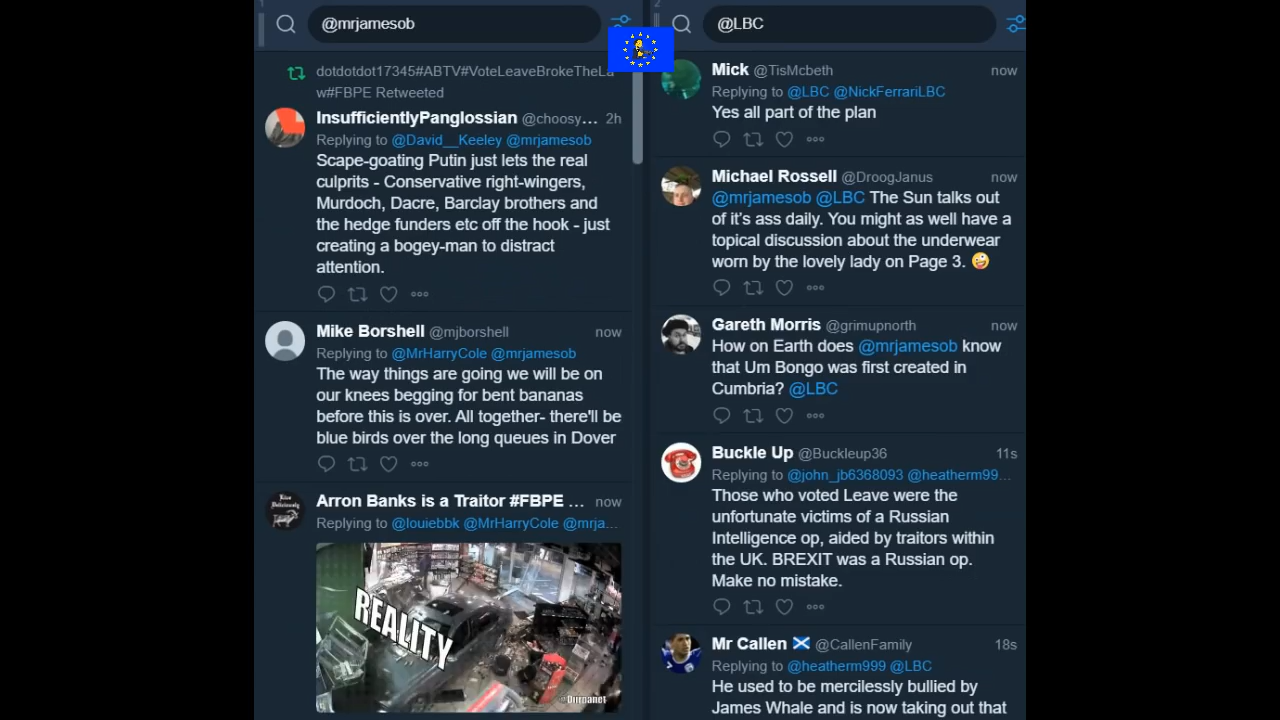 1
@mrjamesob
dotdotdot17345#ABTV#VoteLeaveBrokeTheLa
w#FBPE Retweeted
InsufficientlyPanglossian @choosy… 2h
Replying to @David__Keeley @mrjamesob
Scape-goating Putin just lets the real
culprits - Conservative right-wingers,
Murdoch, Dacre, Barclay brothers and
the hedge funders etc off the hook - just
creating a bogey-man to distract
attention.
Mike Borshell @mjborshell now
Replying to @MrHarryCole @mrjamesob
The way things are going we will be on
our knees begging for bent bananas
before this is over. All together- there'll be
blue birds over the long queues in Dover
Arron Banks is a Traitor #FBPE … now
Replying to @louiebbk @MrHarryCole @mrja…
REALITY
@Durganet
2
@LBC
Mick @TisMcbeth now
Replying to @LBC @NickFerrariLBC
Yes all part of the plan
Michael Rossell @DroogJanus now
@mrjamesob @LBC The Sun talks out
of it's ass daily. You might as well have a
topical discussion about the underwear
worn by the lovely lady on Page 3. 🤪
Gareth Morris @grimupnorth now
How on Earth does @mrjamesob know
that Um Bongo was first created in
Cumbria? @LBC
Buckle Up @Buckleup36 11s
Replying to @john_jb6368093 @heatherm99…
Those who voted Leave were the
unfortunate victims of a Russian
Intelligence op, aided by traitors within
the UK. BREXIT was a Russian op.
Make no mistake.
Mr Callen 🏴󠁧󠁢󠁳󠁣󠁴󠁿 @CallenFamily 18s
Replying to @heatherm999 @LBC
He used to be mercilessly bullied by
James Whale and is now taking out that